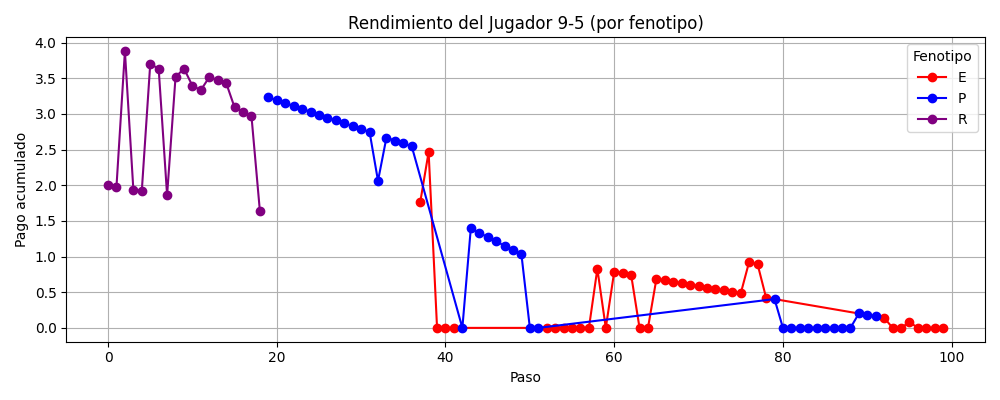 Rendimiento del Jugador 9-5 (por fenotipo)
Pago acumulado
4.0
3.5
3.0
2.5
2.0
1.5
1.0
0.5
0.0
0
20
40
60
80
100
Paso
Fenotipo
E
P
R